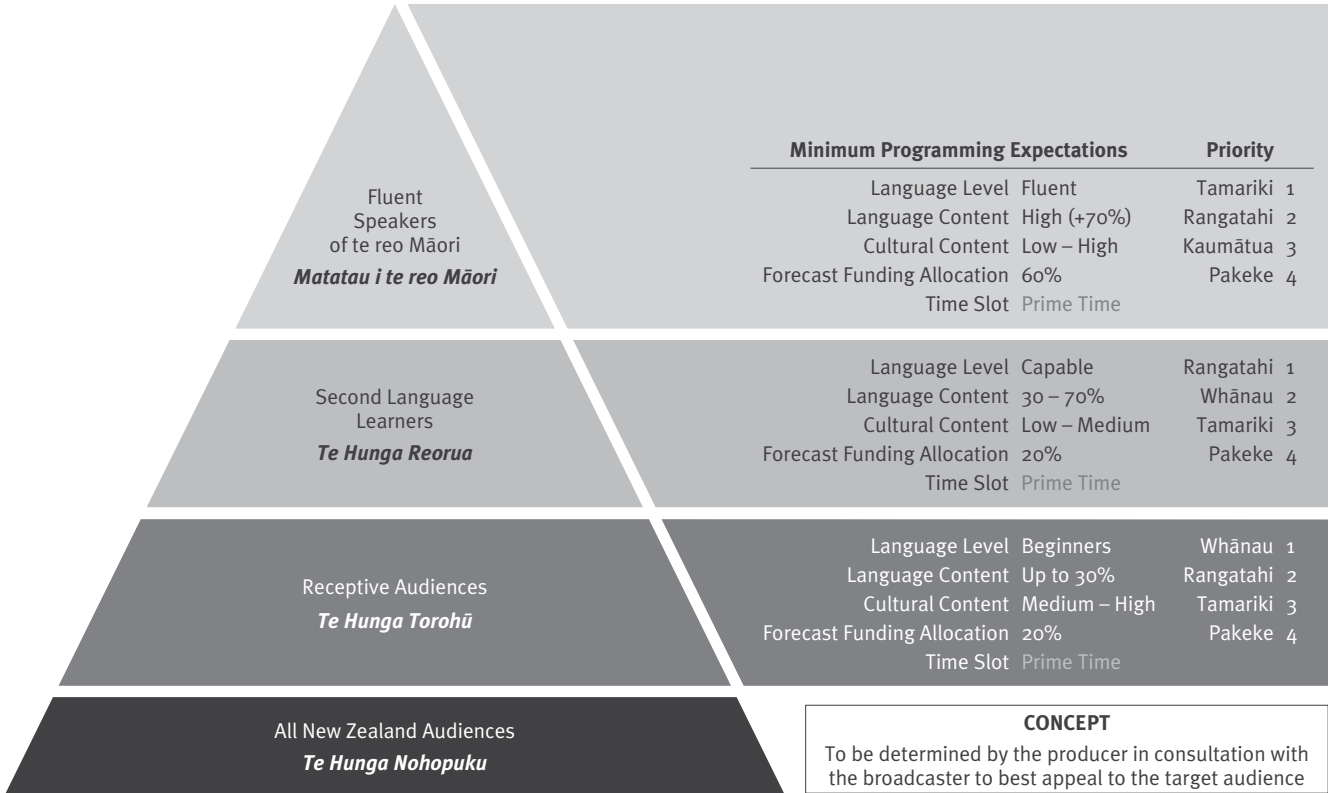 Minimum Programming Expectations Priority
Fluent
Speakers
of te reo Māori
Matatau i te reo Māori
Language Level Fluent Tamariki 1
Language Content High (+70%) Rangatahi 2
Cultural Content Low – High Kaumātua 3
Forecast Funding Allocation 60% Pakeke 4
Time Slot Prime Time
Second Language
Learners
Te Hunga Reorua
Language Level Capable Rangatahi 1
Language Content 30 – 70% Whānau 2
Cultural Content Low – Medium Tamariki 3
Forecast Funding Allocation 20% Pakeke 4
Time Slot Prime Time
Receptive Audiences
Te Hunga Torohū
Language Level Beginners Whānau 1
Language Content Up to 30% Rangatahi 2
Cultural Content Medium – High Tamariki 3
Forecast Funding Allocation 20% Pakeke 4
Time Slot Prime Time
All New Zealand Audiences
Te Hunga Nohopuku
CONCEPT
To be determined by the producer in consultation with
the broadcaster to best appeal to the target audience